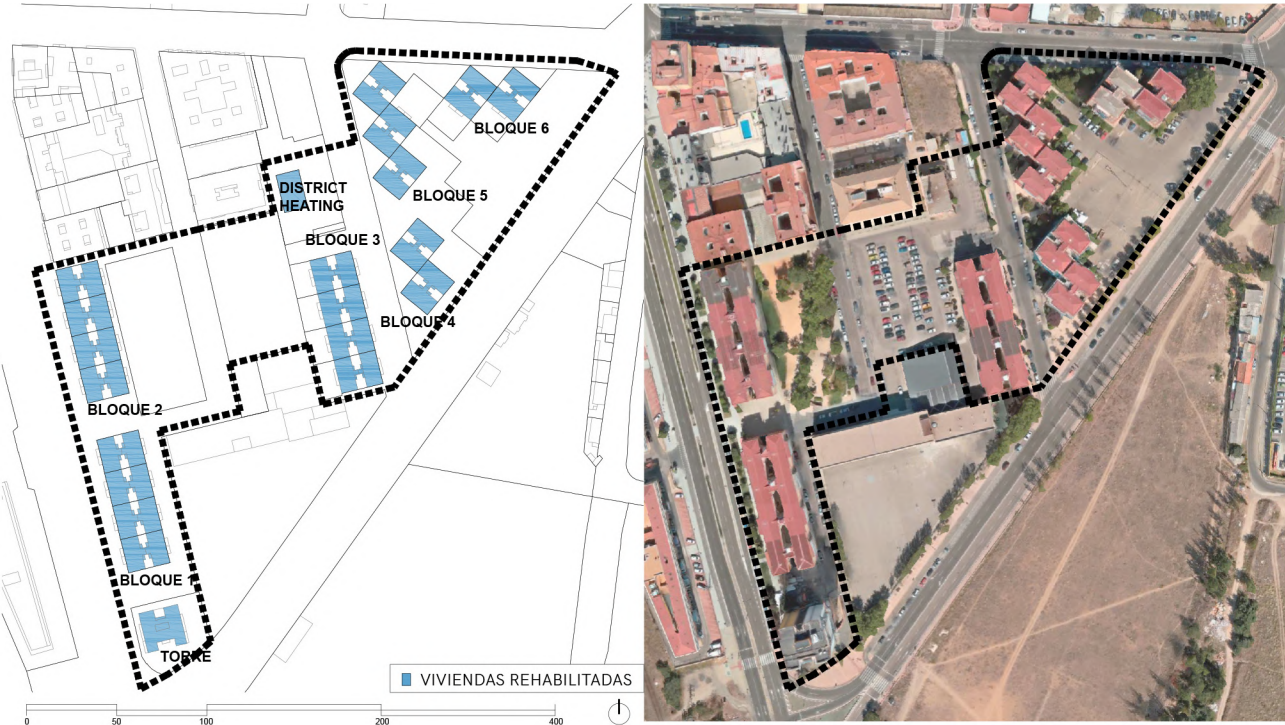 BLOQUE 6
DISTRICT
HEATING
BLOQUE 5
BLOQUE 3
BLOQUE 4
BLOQUE 2
BLOQUE 1
TORRE
VIVIENDAS REHABILITADAS
0 50 100 200 400